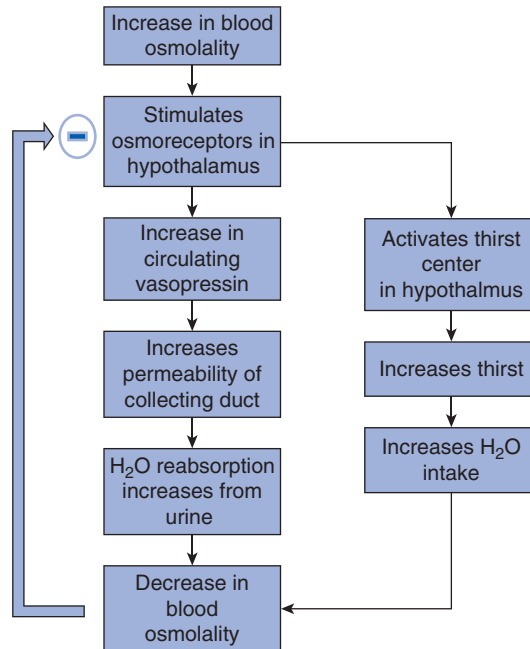 Increase in blood
osmolality
Stimulates
osmoreceptors in
hypothalamus
Increase in
circulating
vasopressin
Increases
permeability of
collecting duct
H₂O reabsorption
increases from
urine
Decrease in
blood
osmolality
Activates thirst
center
in hypothalmus
Increases thirst
Increases H₂O
intake